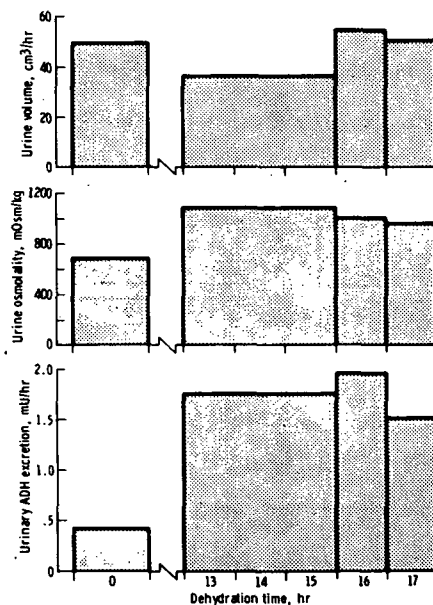 Urine volume, cm3/hr
60
40
20
0
Urine osmolality, mOsm/kg
1200
800
400
0
Urinary ADH excretion, mU/hr
2.0
1.5
1.0
.5
0
0 13 14 15 16 17
Dehydration time, hr